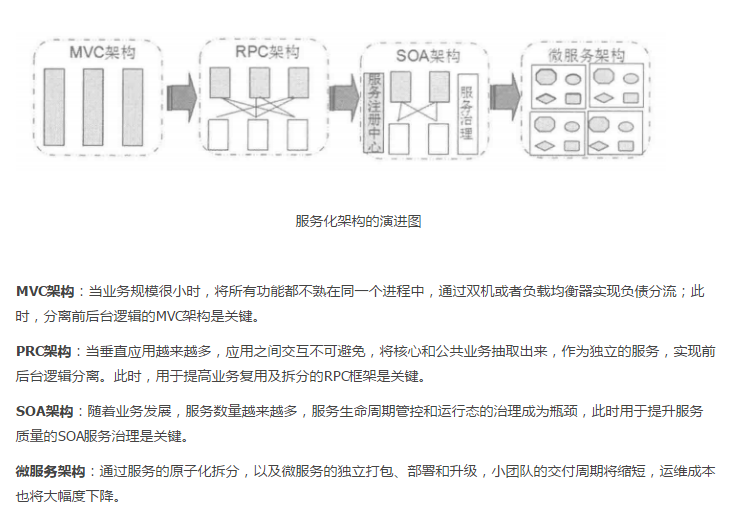 MVC架构
RPC架构
SOA架构
微服务架构
服务注册中心
服务治理
服务化架构的演进图
MVC架构：当业务规模很小时，将所有功能都不熟在同一个进程中，通过双机或者负载均衡器实现负债分流；此
时，分离前后台逻辑的MVC架构是关键。
PRC架构：当垂直应用越来越多，应用之间交互不可避免，将核心和公共业务抽取出来，作为独立的服务，实现前
后台逻辑分离。此时，用于提高业务复用及拆分的RPC框架是关键。
SOA架构：随着业务发展，服务数量越来越多，服务生命周期管控和运行态的治理成为瓶颈，此时用于提升服务
质量的SOA服务治理是关键。
微服务架构：通过服务的原子化拆分，以及微服务的独立打包、部署和升级，小团队的交付周期将缩短，运维成本
也将大幅度下降。